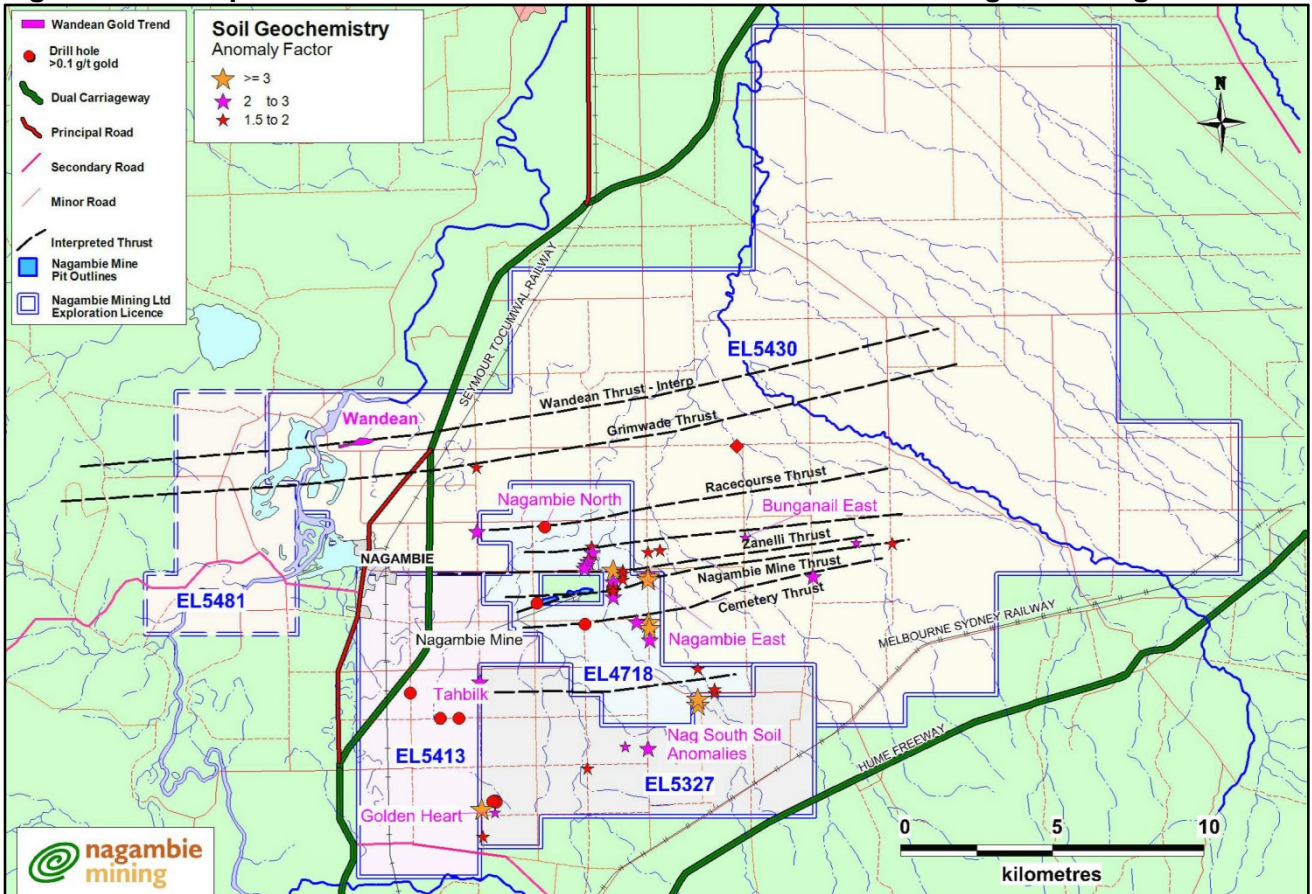 Wandean Gold Trend
Drill hole
>0.1 g/t gold
Dual Carriageway
Principal Road
Secondary Road
Minor Road
Interpreted Thrust
Nagambie Mine
Pit Outlines
Nagambie Mining Ltd
Exploration Licence
Soil Geochemistry
Anomaly Factor
>= 3
2 to 3
1.5 to 2
N
SEYMOUR TOCUMWAL RAILWAY
EL5430
Wandean Thrust - Interp
Wandean
Grimwade Thrust
Racecourse Thrust
Nagambie North
Bunganail East
Zanelli Thrust
NAGAMBIE
Nagambie Mine Thrust
EL5481
Cemetery Thrust
Nagambie Mine
Nagambie East
MELBOURNE SYDNEY RAILWAY
EL4718
Tahbilk
Nag South Soil
Anomalies
EL5413
EL5327
HUME FREEWAY
Golden Heart
0 5 10
kilometres
nagambie
mining